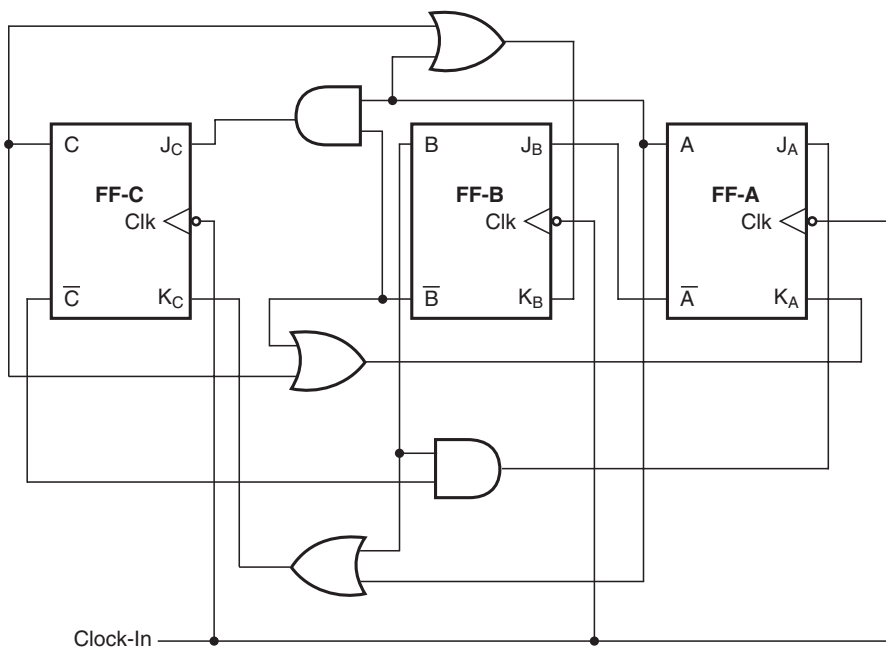 C J_C
FF-C
Clk
C̅ K_C
B J_B
FF-B
Clk
B̅ K_B
A J_A
FF-A
Clk
A̅ K_A
Clock-In